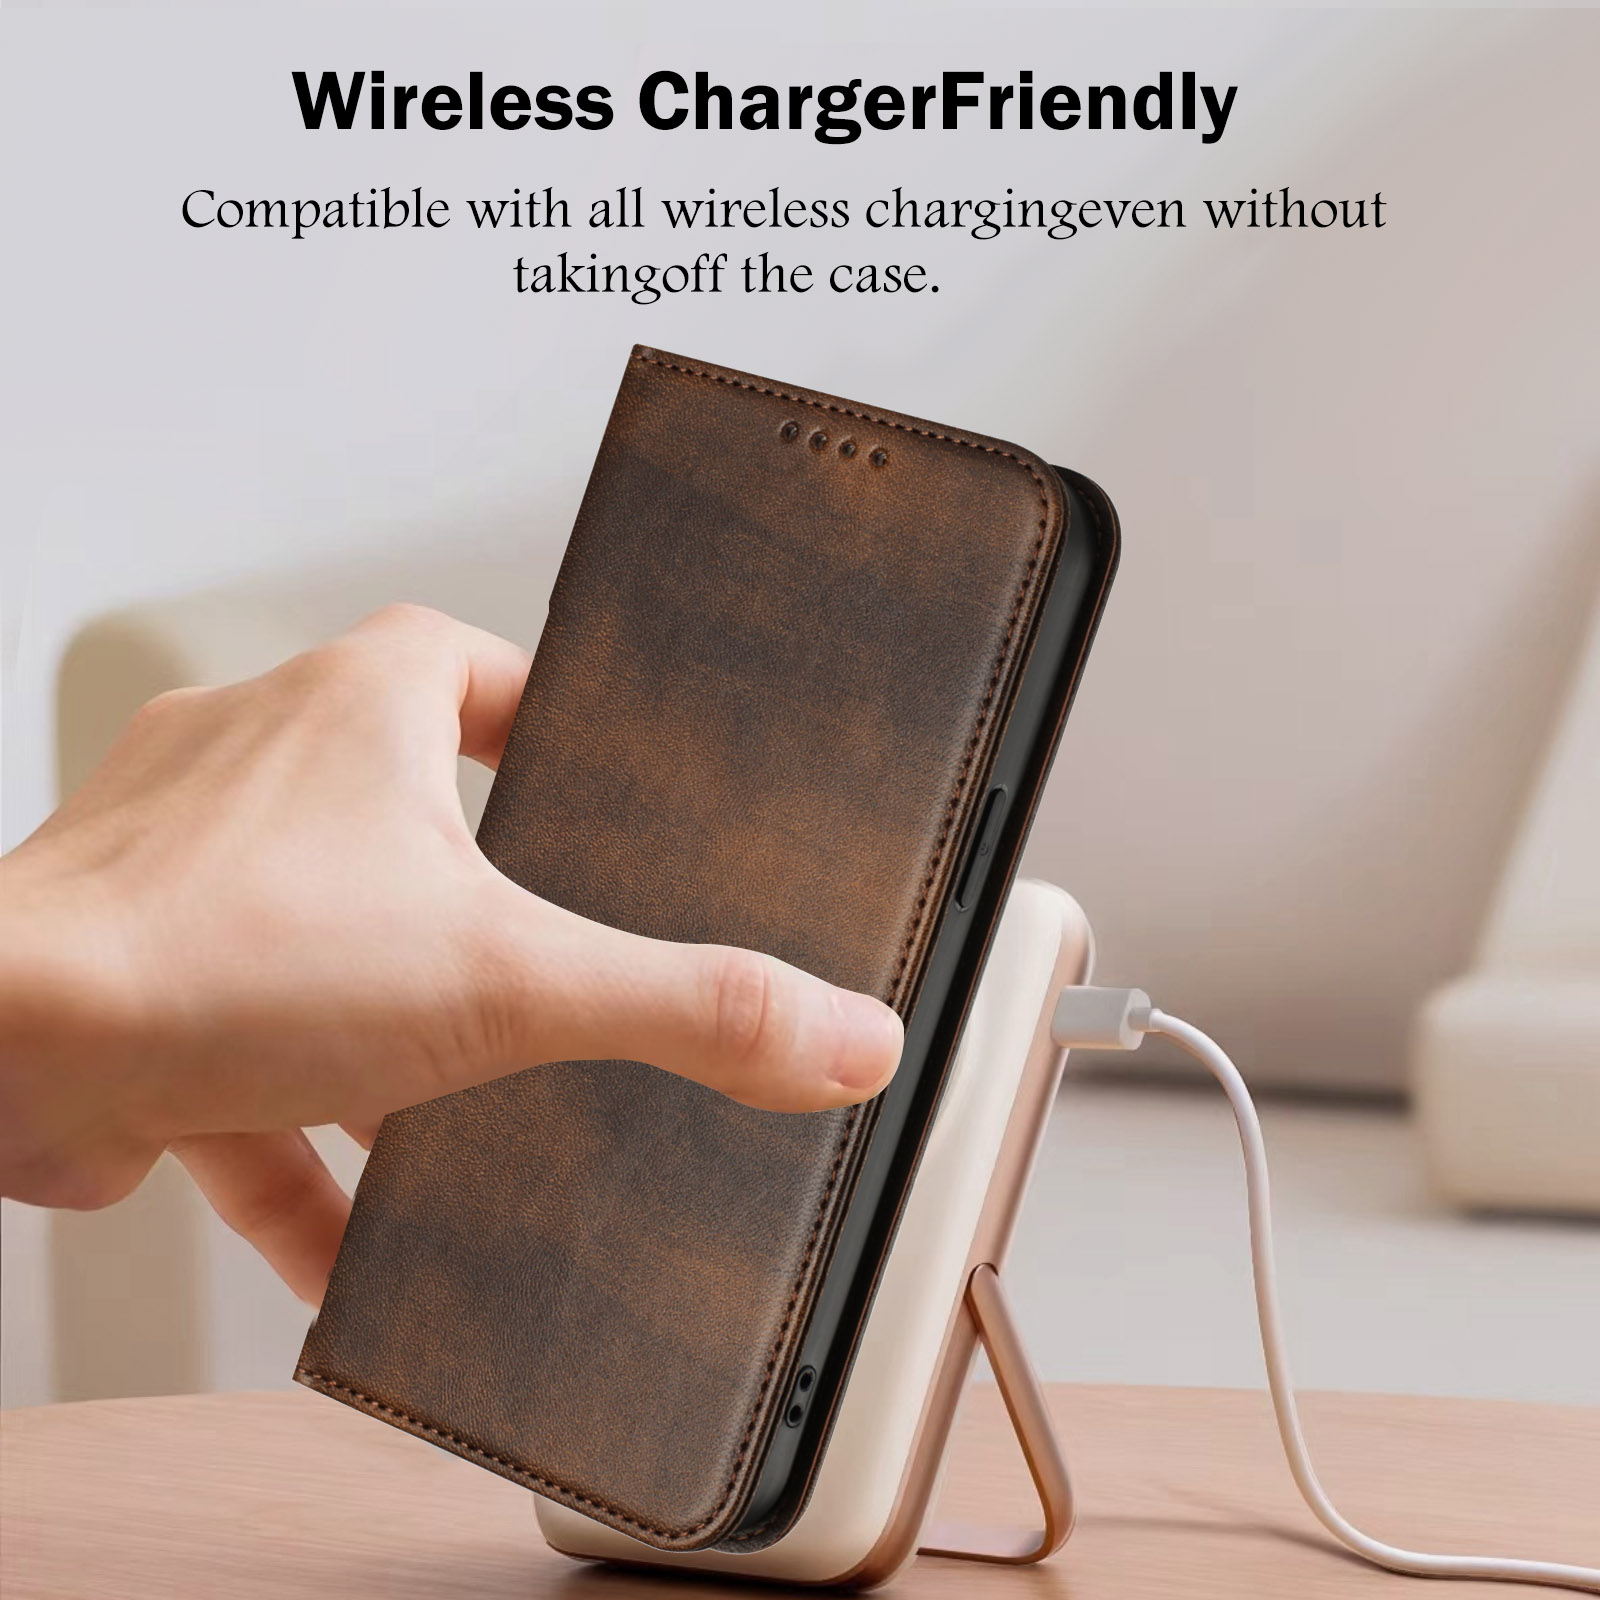 Wireless ChargerFriendly
Compatible with all wireless chargingeven without
takingoff the case.